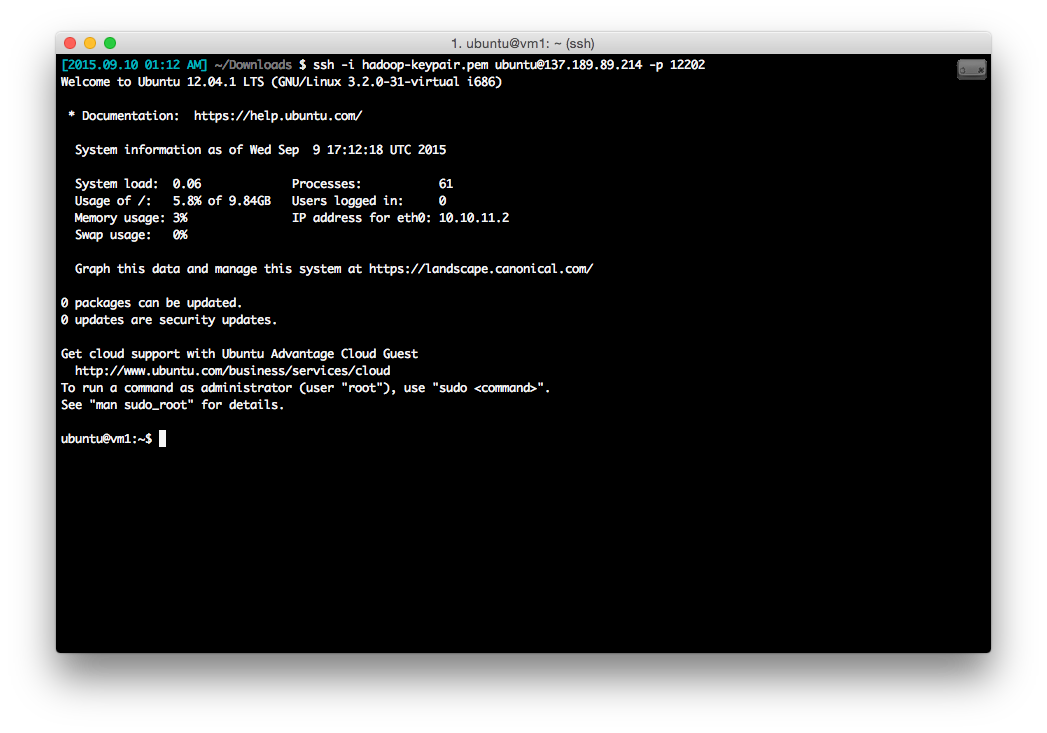 1. ubuntu@vm1: ~ (ssh)
[2015.09.10 01:12 AM] ~/Downloads $ ssh -i hadoop-keypair.pem ubuntu@137.189.89.214 -p 12202
Welcome to Ubuntu 12.04.1 LTS (GNU/Linux 3.2.0-31-virtual i686)
* Documentation:  https://help.ubuntu.com/
System information as of Wed Sep  9 17:12:18 UTC 2015
System load:  0.06             Processes:           61
Usage of /:   5.8% of 9.84GB   Users logged in:     0
Memory usage: 3%               IP address for eth0: 10.10.11.2
Swap usage:   0%
Graph this data and manage this system at https://landscape.canonical.com/
0 packages can be updated.
0 updates are security updates.
Get cloud support with Ubuntu Advantage Cloud Guest
http://www.ubuntu.com/business/services/cloud
To run a command as administrator (user "root"), use "sudo <command>".
See "man sudo_root" for details.
ubuntu@vm1:~$